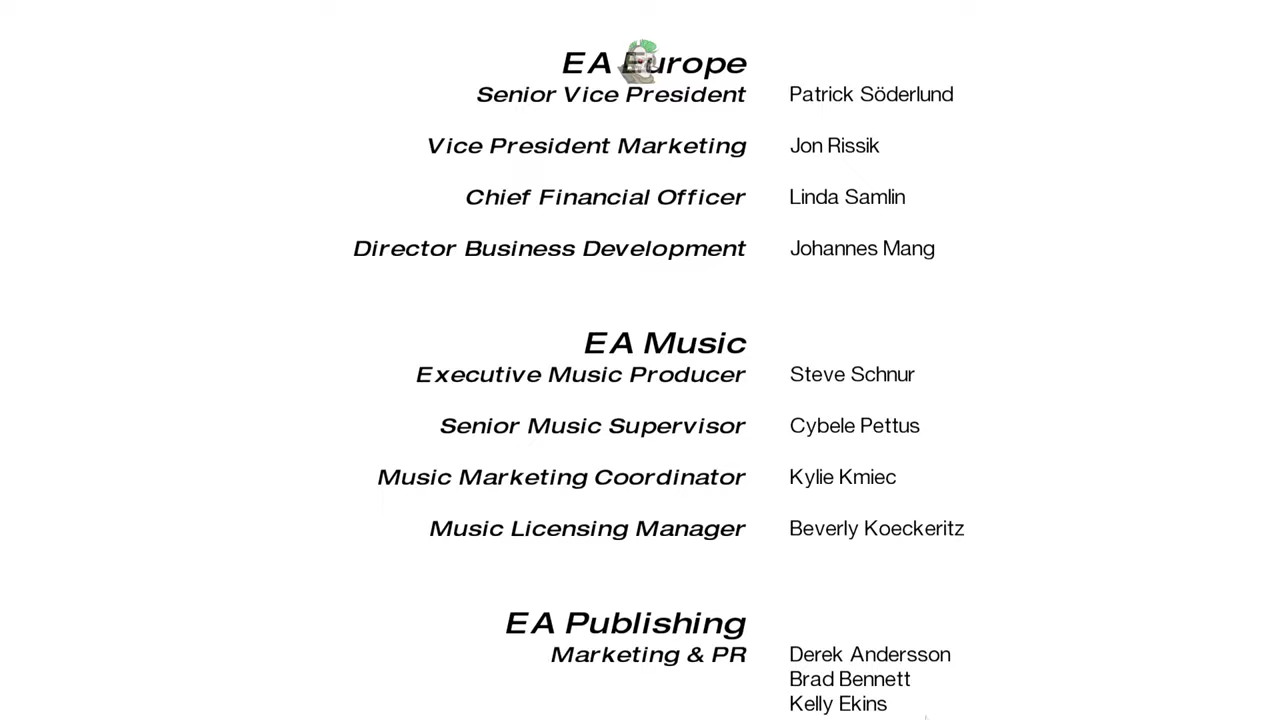 EA Europe
Senior Vice President Patrick Söderlund
Vice President Marketing Jon Rissik
Chief Financial Officer Linda Samlin
Director Business Development Johannes Mang
EA Music
Executive Music Producer Steve Schnur
Senior Music Supervisor Cybele Pettus
Music Marketing Coordinator Kylie Kmiec
Music Licensing Manager Beverly Koeckeritz
EA Publishing
Marketing & PR Derek Andersson
Brad Bennett
Kelly Ekins